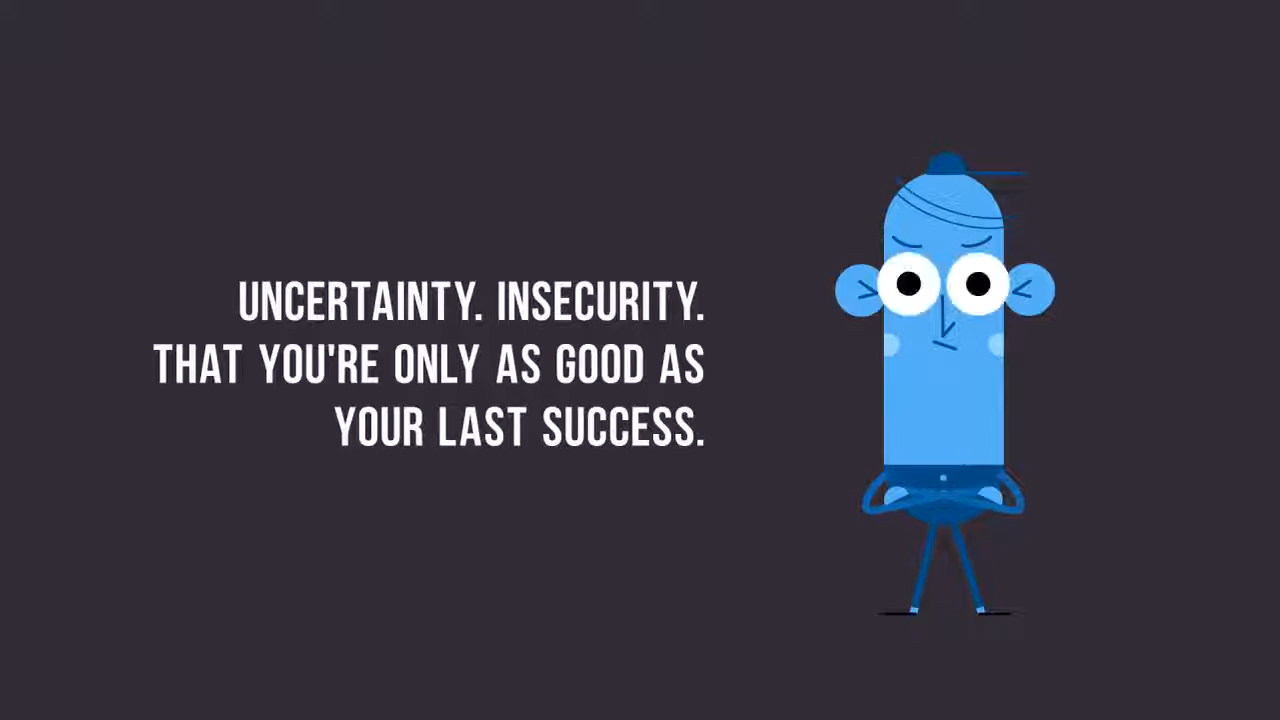 UNCERTAINTY. INSECURITY.
THAT YOU'RE ONLY AS GOOD AS
YOUR LAST SUCCESS.